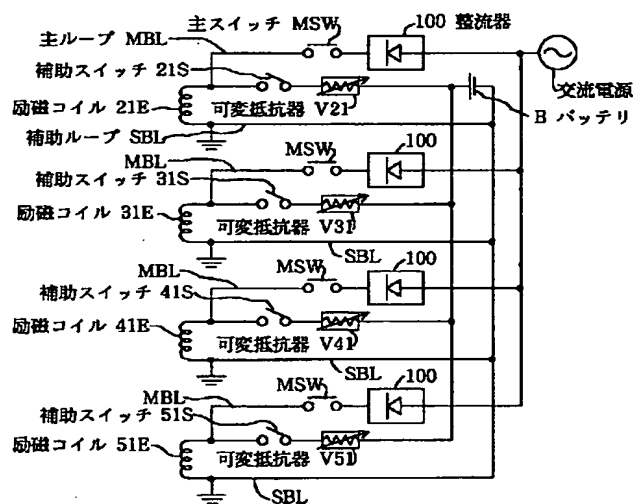 主スイッチ MSW
100 整流器
主ループ MBL
補助スイッチ 21S
励磁コイル 21E
可変抵抗器 V21
交流電源
B バッテリ
補助ループ SBL
MBL
MSW
100
補助スイッチ 31S
励磁コイル 31E
可変抵抗器 V31
SBL
MBL
MSW
100
補助スイッチ 41S
励磁コイル 41E
可変抵抗器 V41
SBL
MBL
MSW
100
補助スイッチ 51S
励磁コイル 51E
可変抵抗器 V51
SBL